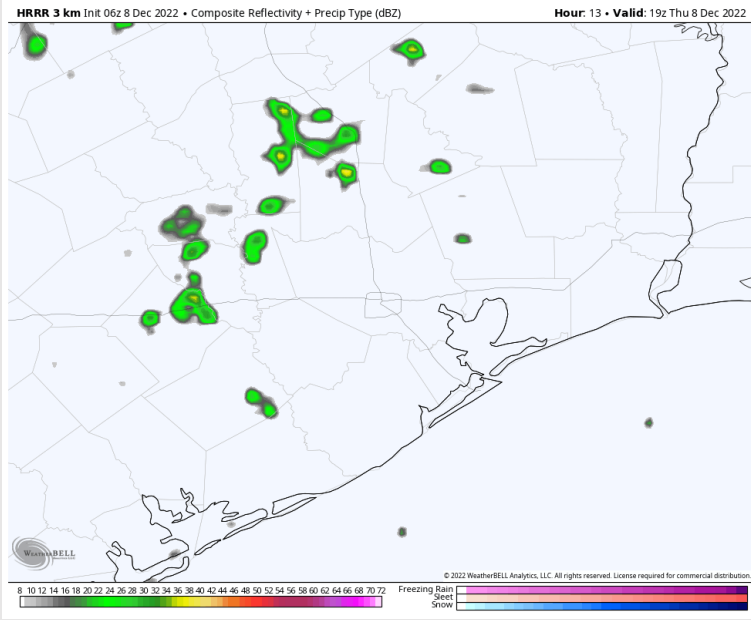 HRRR 3 km Init 06z 8 Dec 2022 • Composite Reflectivity + Precip Type (dBZ) Hour: 13 • Valid: 19z Thu 8 Dec 2022
WEATHERBELL
© 2022 WeatherBELL Analytics, LLC. All rights reserved. License required for commercial distribution.
8 10 12 14 16 18 20 22 24 26 28 30 32 34 36 38 40 42 44 46 48 50 52 54 56 58 60 62 64 66 68 70 72
Freezing Rain
Sleet
Snow